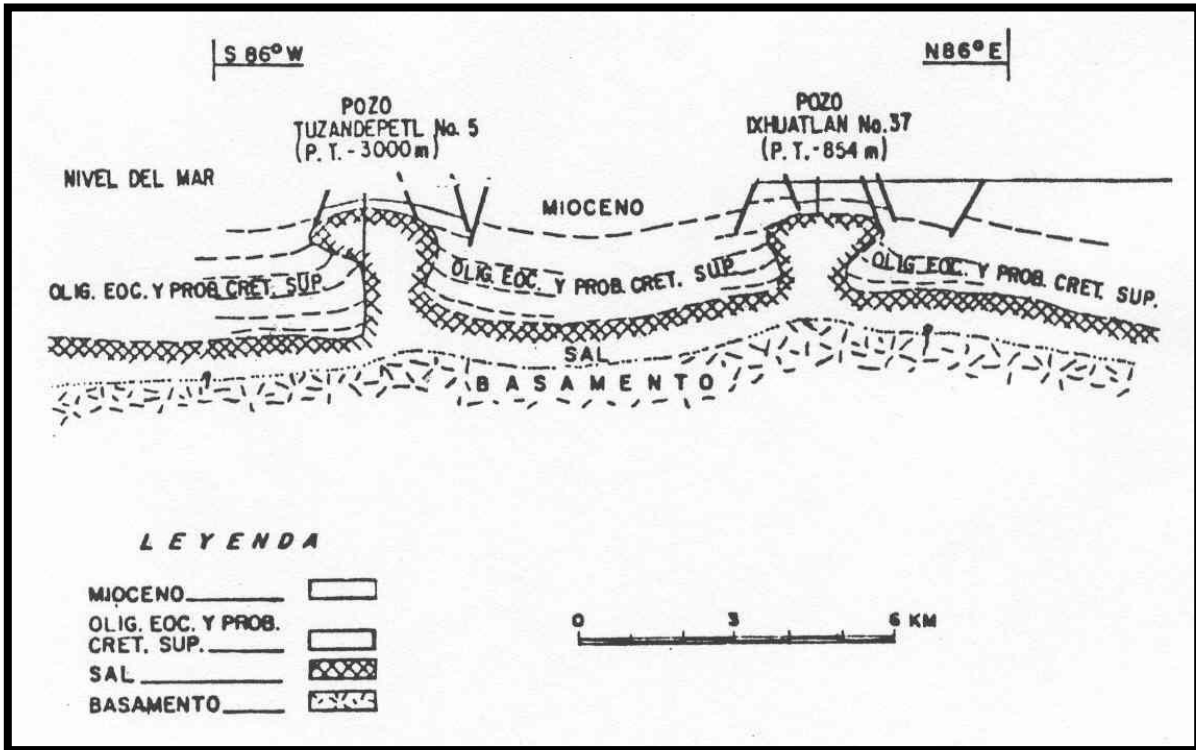 S 86° W
N86° E
POZO
TUZANDEPETL No. 5
(P. T. - 3000 m)
POZO
IXHUATLAN No. 37
(P. T. - 854 m)
NIVEL DEL MAR
MIOCENO
OLIG. EOC. Y PROB. CRET. SUP.
OLIG. EOC. Y PROB. CRET. SUP
OLIG. EOC. Y PROB. CRET. SUP.
SAL
BASAMENTO
?
?
LEYENDA
MIOCENO
OLIG. EOC. Y PROB.
CRET. SUP.
SAL
BASAMENTO
0 3 6 KM